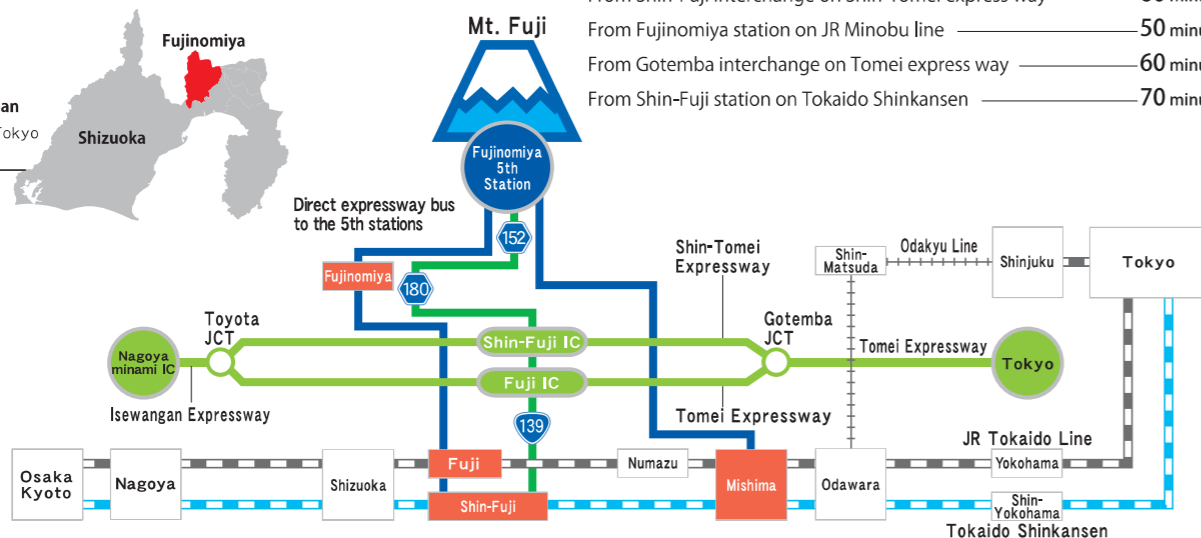 Fujinomiya
an
Tokyo
Shizuoka
Mt. Fuji
Fujinomiya
5th
Station
From Fujinomiya station on JR Minobu line 50 minu
From Gotemba interchange on Tomei express way 60 minu
From Shin-Fuji station on Tokaido Shinkansen 70 minu
Direct expressway bus
to the 5th stations
152
Fujinomiya
180
Shin-Tomei
Expressway
Shin-
Matsuda
Odakyu Line
Shinjuku
Tokyo
Toyota
JCT
Nagoya
minami IC
Isewangan Expressway
Shin-Fuji IC
Fuji IC
Gotemba
JCT
Tomei Expressway
Tokyo
139
Tomei Expressway
JR Tokaido Line
Osaka
Kyoto
Nagoya
Shizuoka
Fuji
Shin-Fuji
Numazu
Mishima
Odawara
Yokohama
Shin-
Yokohama
Tokaido Shinkansen